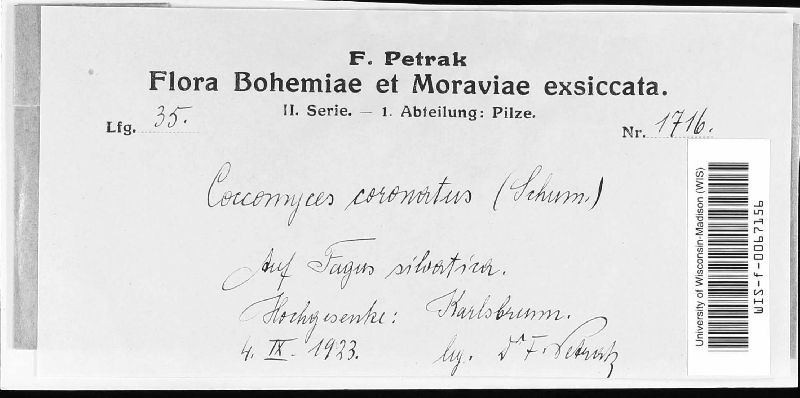 F. Petrak
Flora Bohemiae et Moraviae exsiccata.
II. Serie. — 1. Abteilung: Pilze.
Lfg. 35.
Nr. 1716.
Coccomyces coronatus (Schum.)
Auf Fagus silvatica.
Hochgesenke: Karlsbrunn.
4. IX. 1923. leg. Dr F. Petrak
University of Wisconsin-Madison (WIS)
WIS-f-0067156